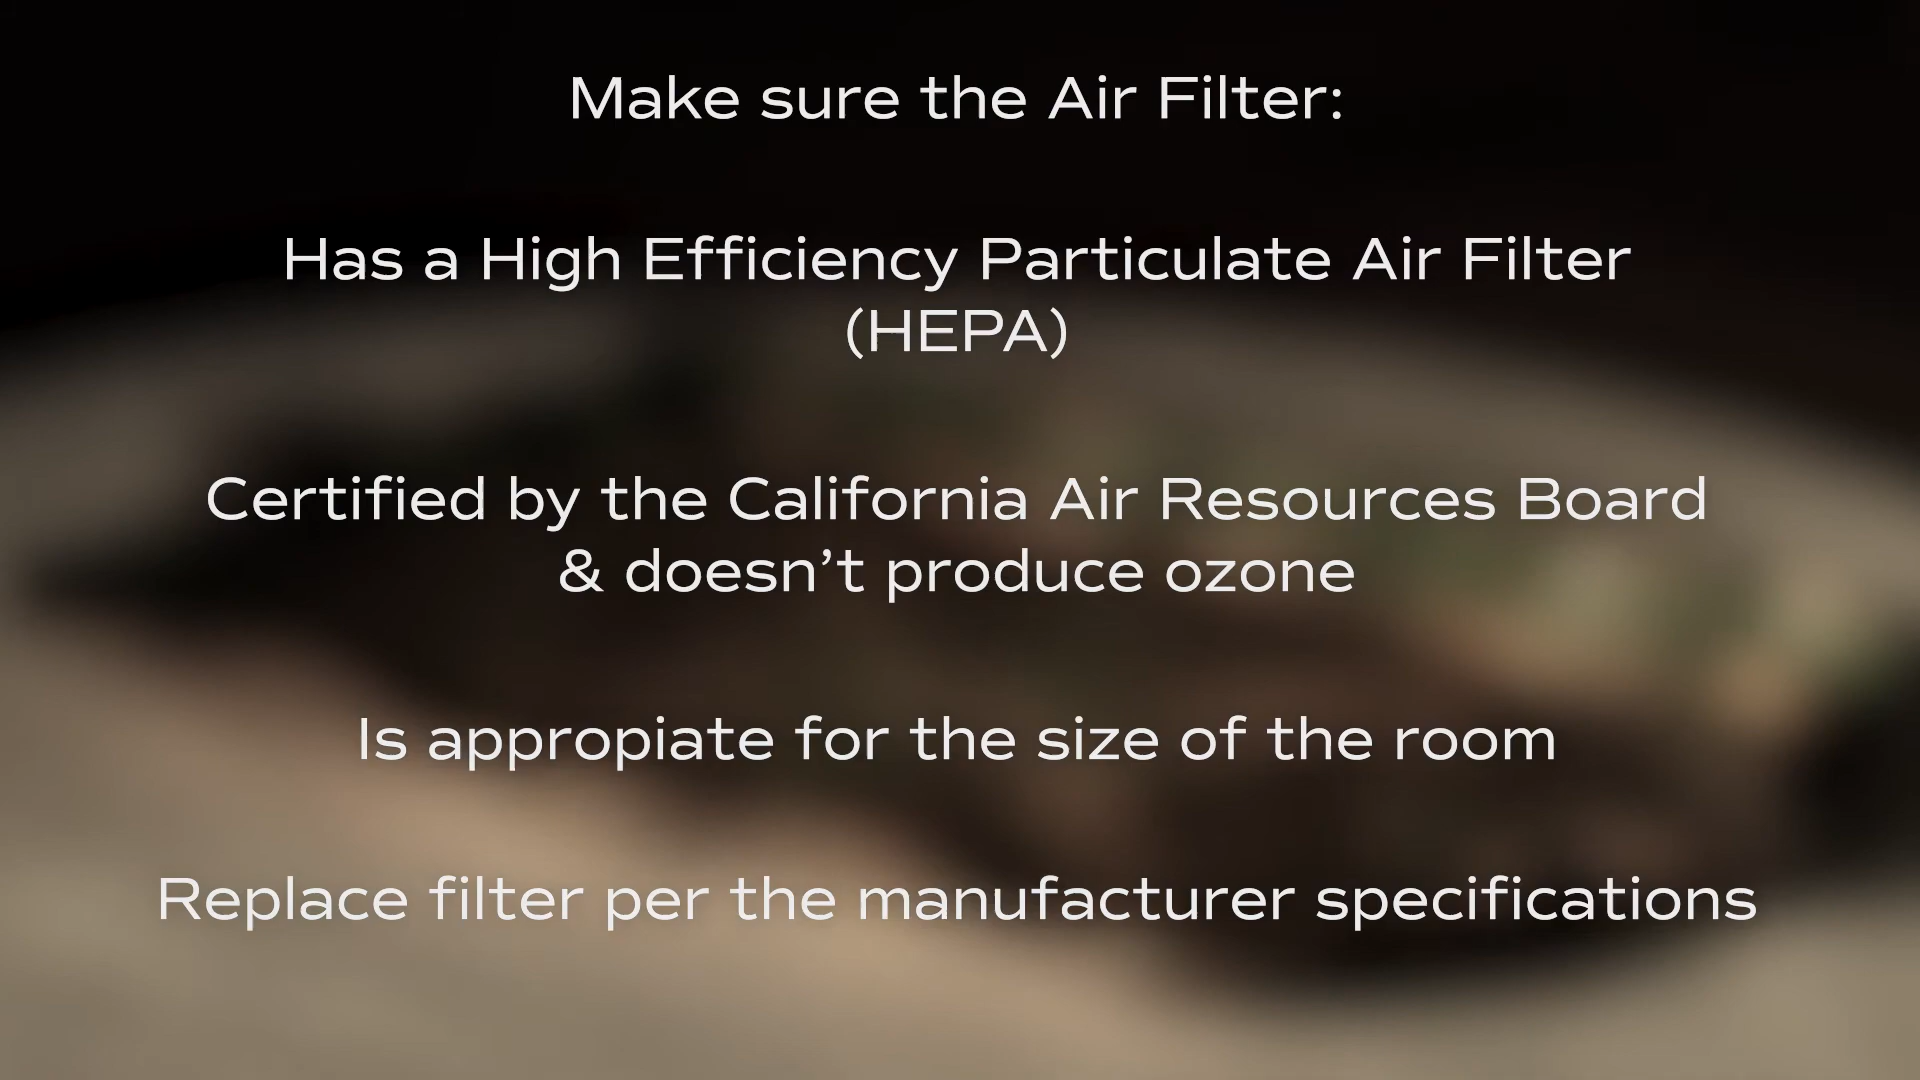 Make sure the Air Filter:
Has a High Efficiency Particulate Air Filter
(HEPA)
Certified by the California Air Resources Board
& doesn’t produce ozone
Is appropiate for the size of the room
Replace filter per the manufacturer specifications